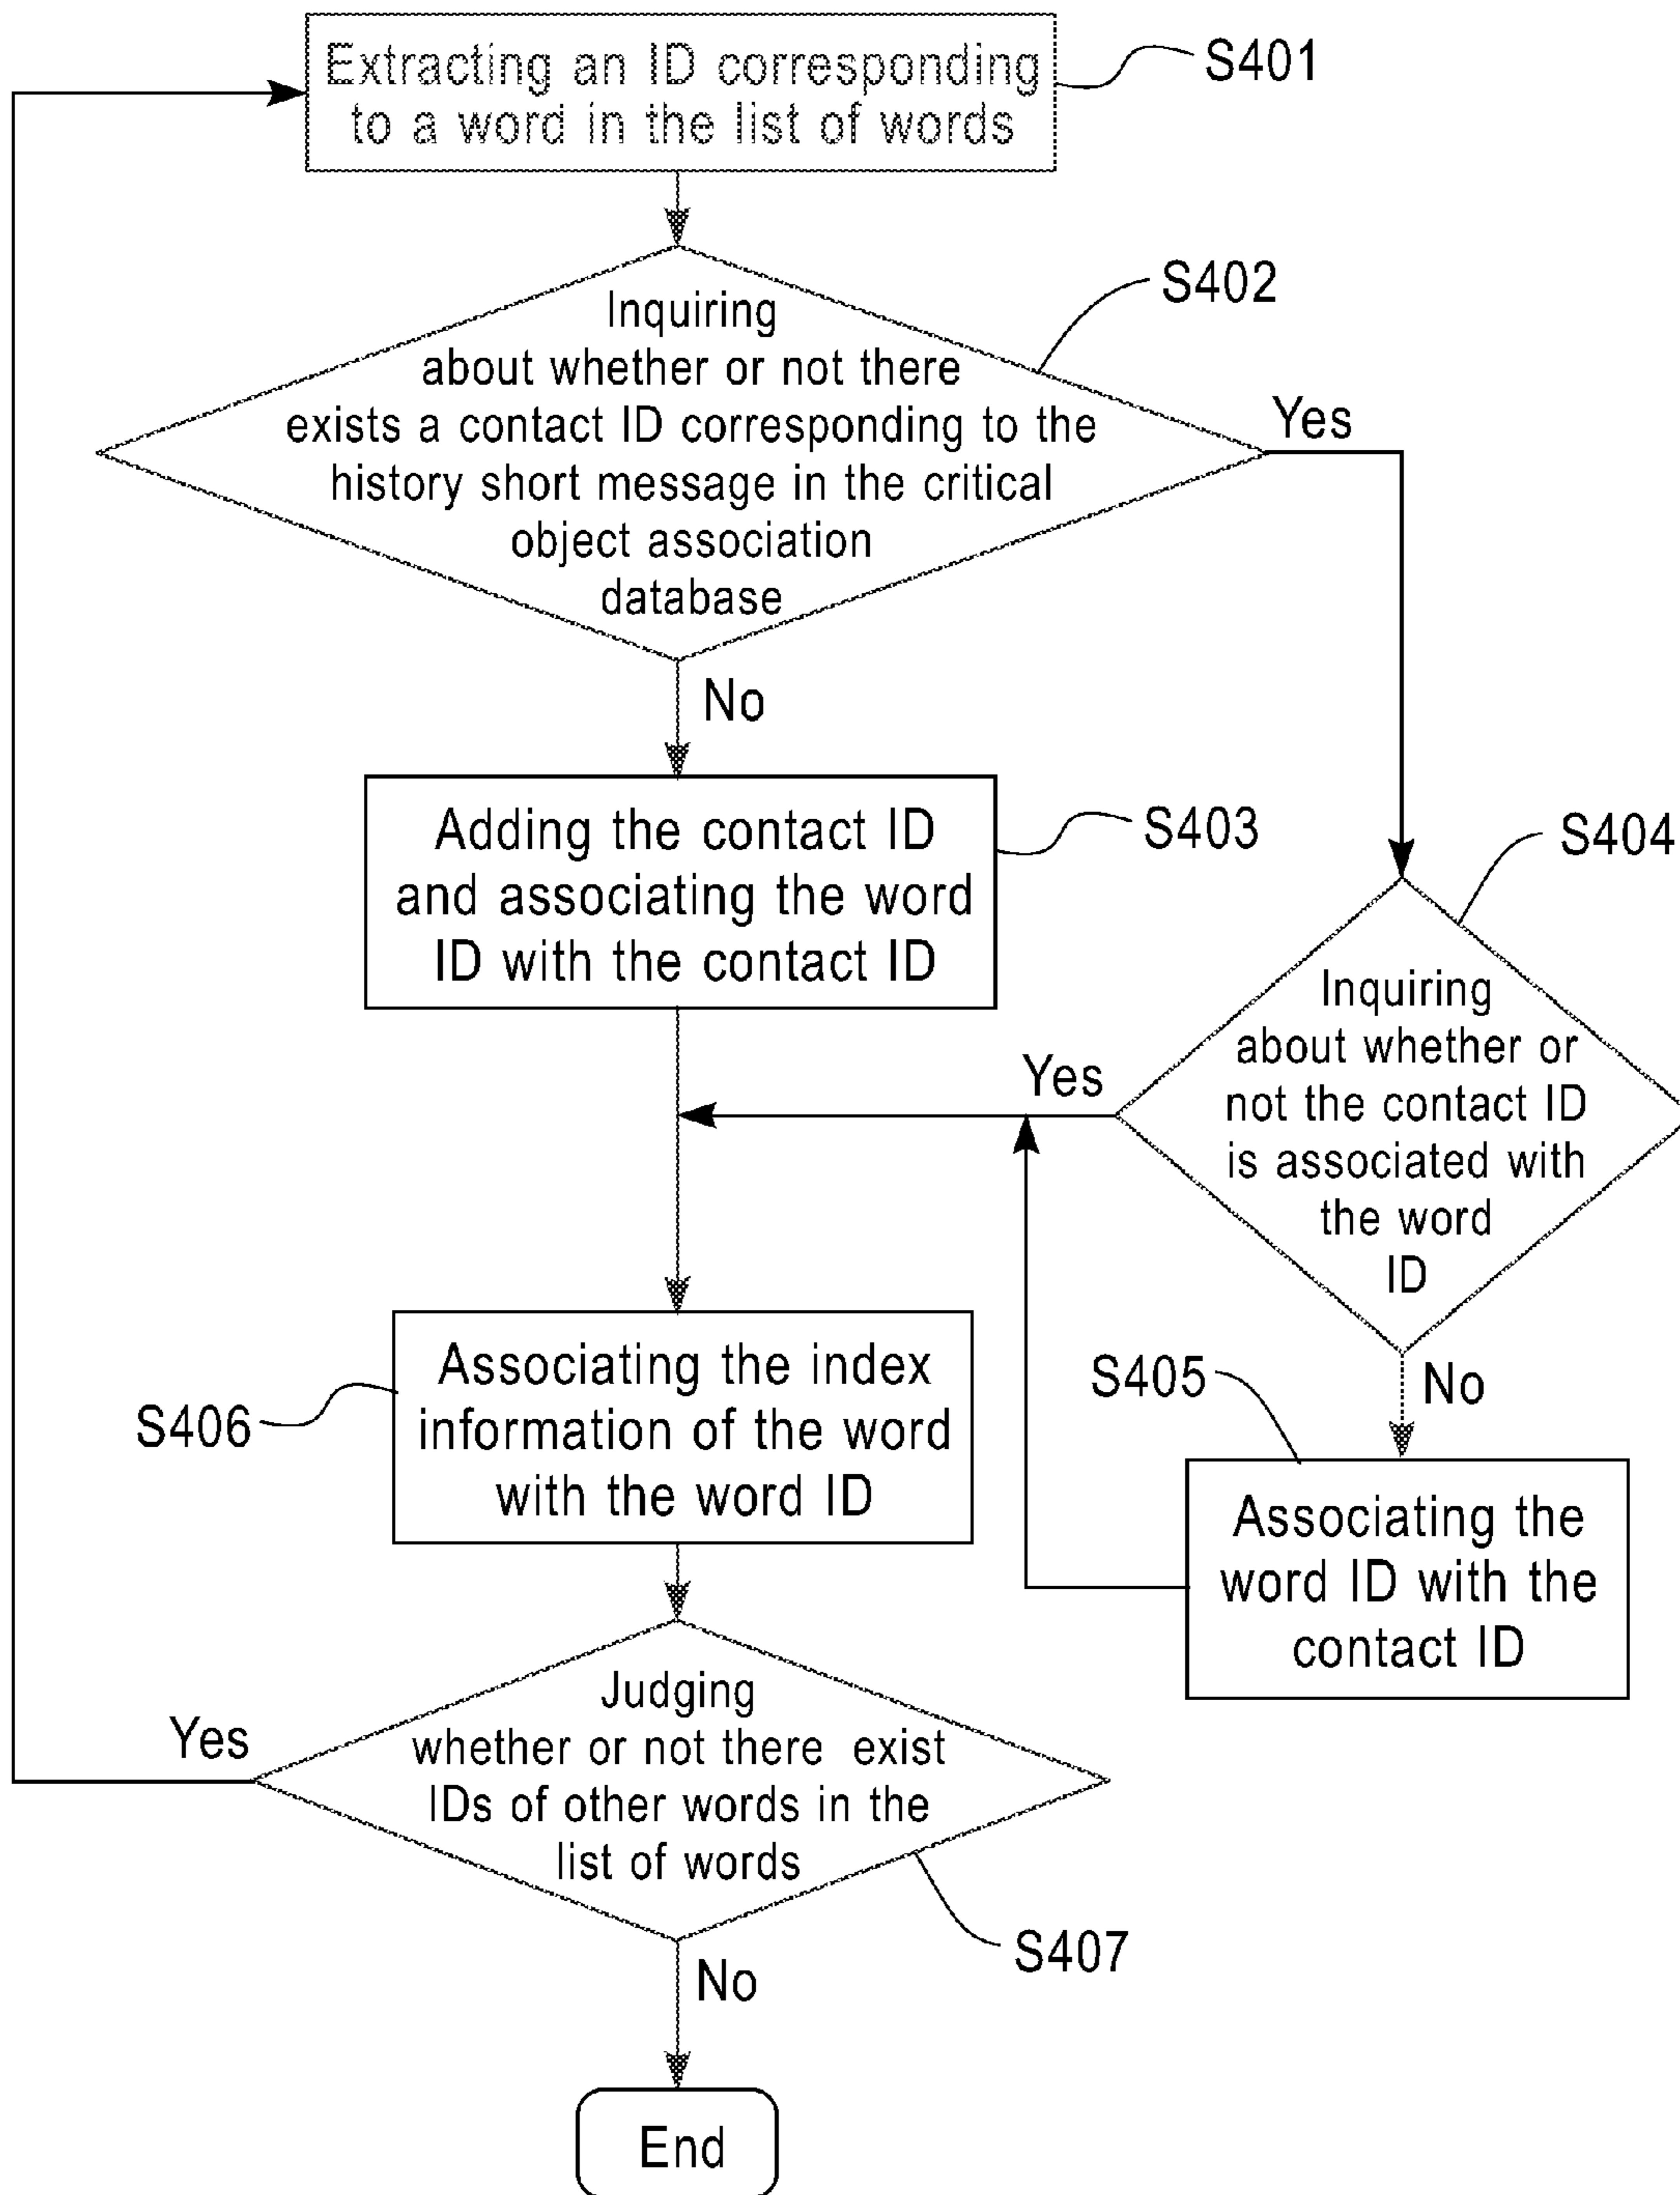 Extracting an ID corresponding
to a word in the list of words
S401
Inquiring
about whether or not there
exists a contact ID corresponding to the
history short message in the critical
object association
database
S402
Yes
No
Adding the contact ID
and associating the word
ID with the contact ID
S403
S404
Inquiring
about whether or
not the contact ID
is associated with
the word
ID
Yes
No
S405
Associating the
word ID with the
contact ID
S406
Associating the index
information of the word
with the word ID
Judging
whether or not there exist
IDs of other words in the
list of words
Yes
S407
No
End